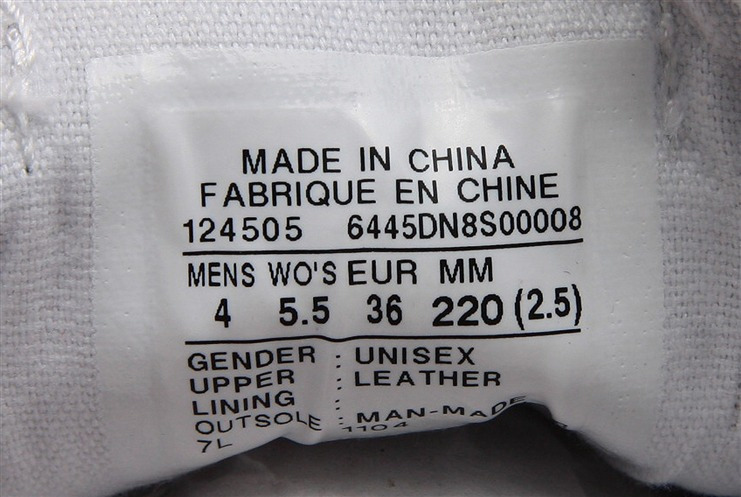 MADE IN CHINA
FABRIQUE EN CHINE
124505 6445DN8S00008
MENS WO'S EUR MM
4 5.5 36 220 (2.5)
GENDER : UNISEX
UPPER : LEATHER
LINING :
OUTSOLE : MAN-MADE
7L 1104